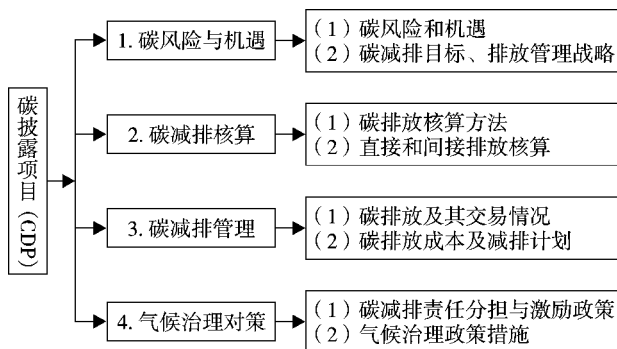 碳披露项目(CDP)
1. 碳风险与机遇
(1)碳风险和机遇
(2)碳减排目标、排放管理战略
2. 碳减排核算
(1)碳排放核算方法
(2)直接和间接排放核算
3. 碳减排管理
(1)碳排放及其交易情况
(2)碳排放成本及减排计划
4. 气候治理对策
(1)碳减排责任分担与激励政策
(2)气候治理政策措施